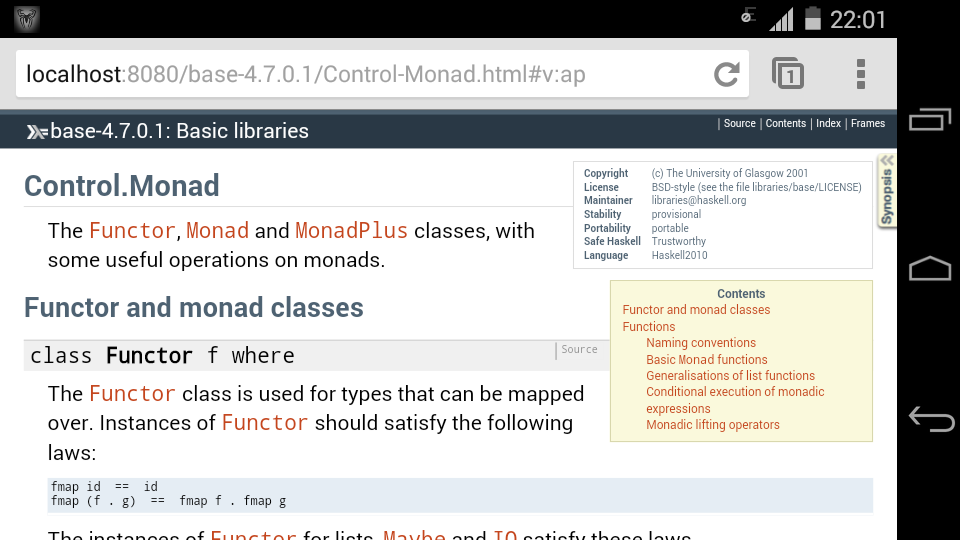 22:01
localhost:8080/base-4.7.0.1/Control-Monad.html#v:ap
1
base-4.7.0.1: Basic libraries
| Source | Contents | Index | Frames
Control.Monad
Copyright (c) The University of Glasgow 2001
License BSD-style (see the file libraries/base/LICENSE)
Maintainer libraries@haskell.org
Stability provisional
Portability portable
Safe Haskell Trustworthy
Language Haskell2010
Synopsis
The Functor, Monad and MonadPlus classes, with
some useful operations on monads.
Contents
Functor and monad classes
Functions
Naming conventions
Basic Monad functions
Generalisations of list functions
Conditional execution of monadic
expressions
Monadic lifting operators
Functor and monad classes
class Functor f where
Source
The Functor class is used for types that can be mapped
over. Instances of Functor should satisfy the following
laws:
fmap id  ==  id
fmap (f . g)  ==  fmap f . fmap g
The instances of Functor for lists, Maybe and IO satisfy these laws.